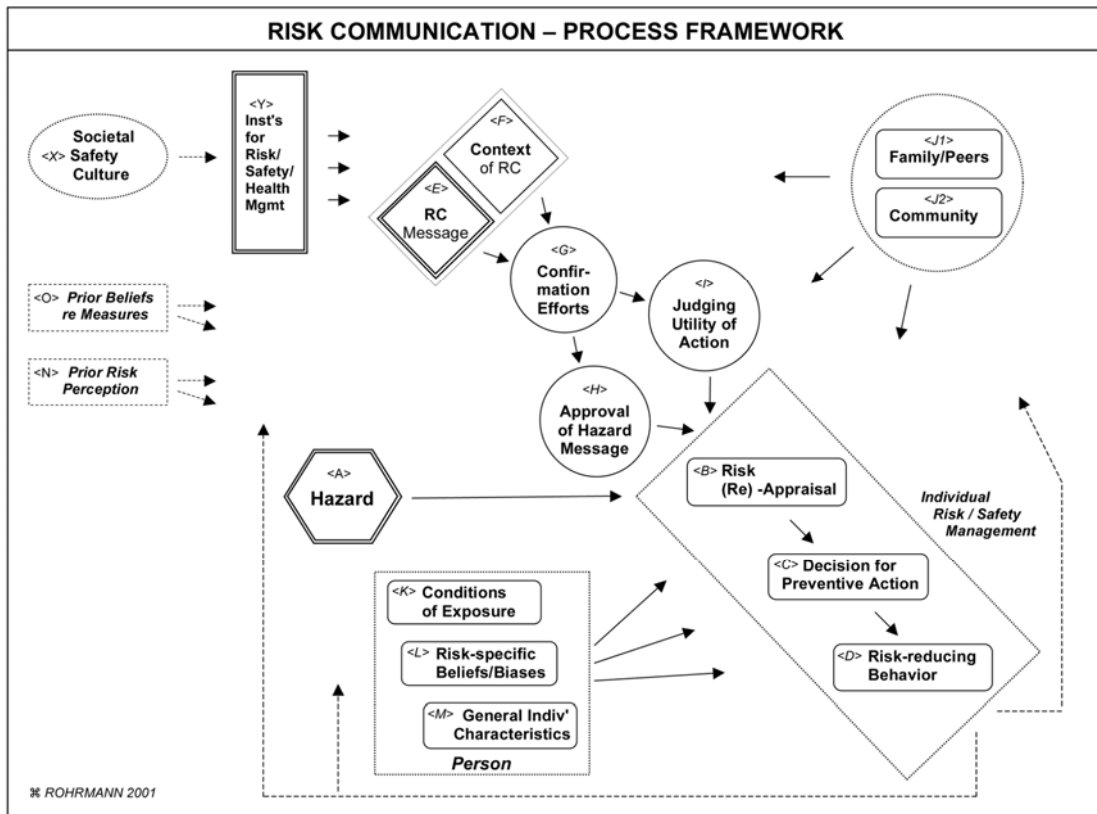 RISK COMMUNICATION – PROCESS FRAMEWORK
Societal
<X> Safety
Culture
<Y>
Inst's
for
Risk/
Safety/
Health
Mgmt
<F>
Context
of RC
<E>
RC
Message
<J1>
Family/Peers
<J2>
Community
<G>
Confir-
mation
Efforts
<I>
Judging
Utility of
Action
<O> Prior Beliefs
re Measures
<N> Prior Risk
Perception
<H>
Approval
of Hazard
Message
<A>
Hazard
<B> Risk
(Re) -Appraisal
Individual
Risk / Safety
Management
<C> Decision for
Preventive Action
<D> Risk-reducing
Behavior
<K> Conditions
of Exposure
<L> Risk-specific
Beliefs/Biases
<M> General Indiv'
Characteristics
Person
⌘ ROHRMANN 2001